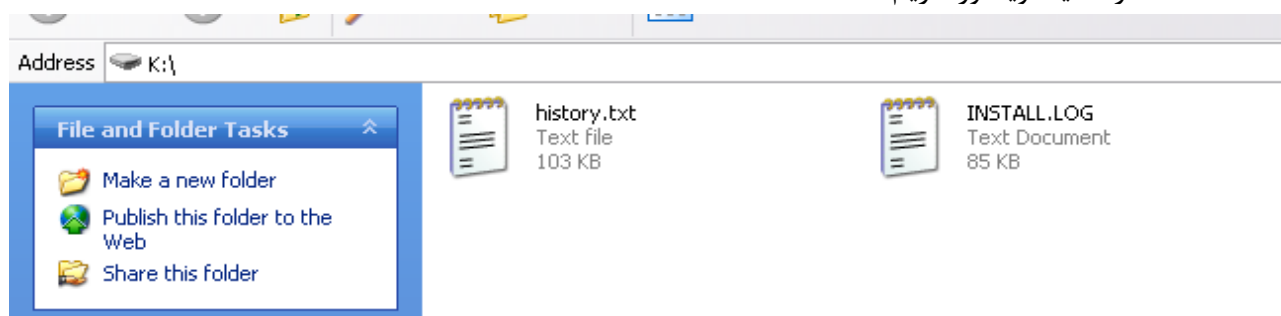 Address K:\
File and Folder Tasks
Make a new folder
Publish this folder to the
Web
Share this folder
history.txt
Text file
103 KB
INSTALL.LOG
Text Document
85 KB